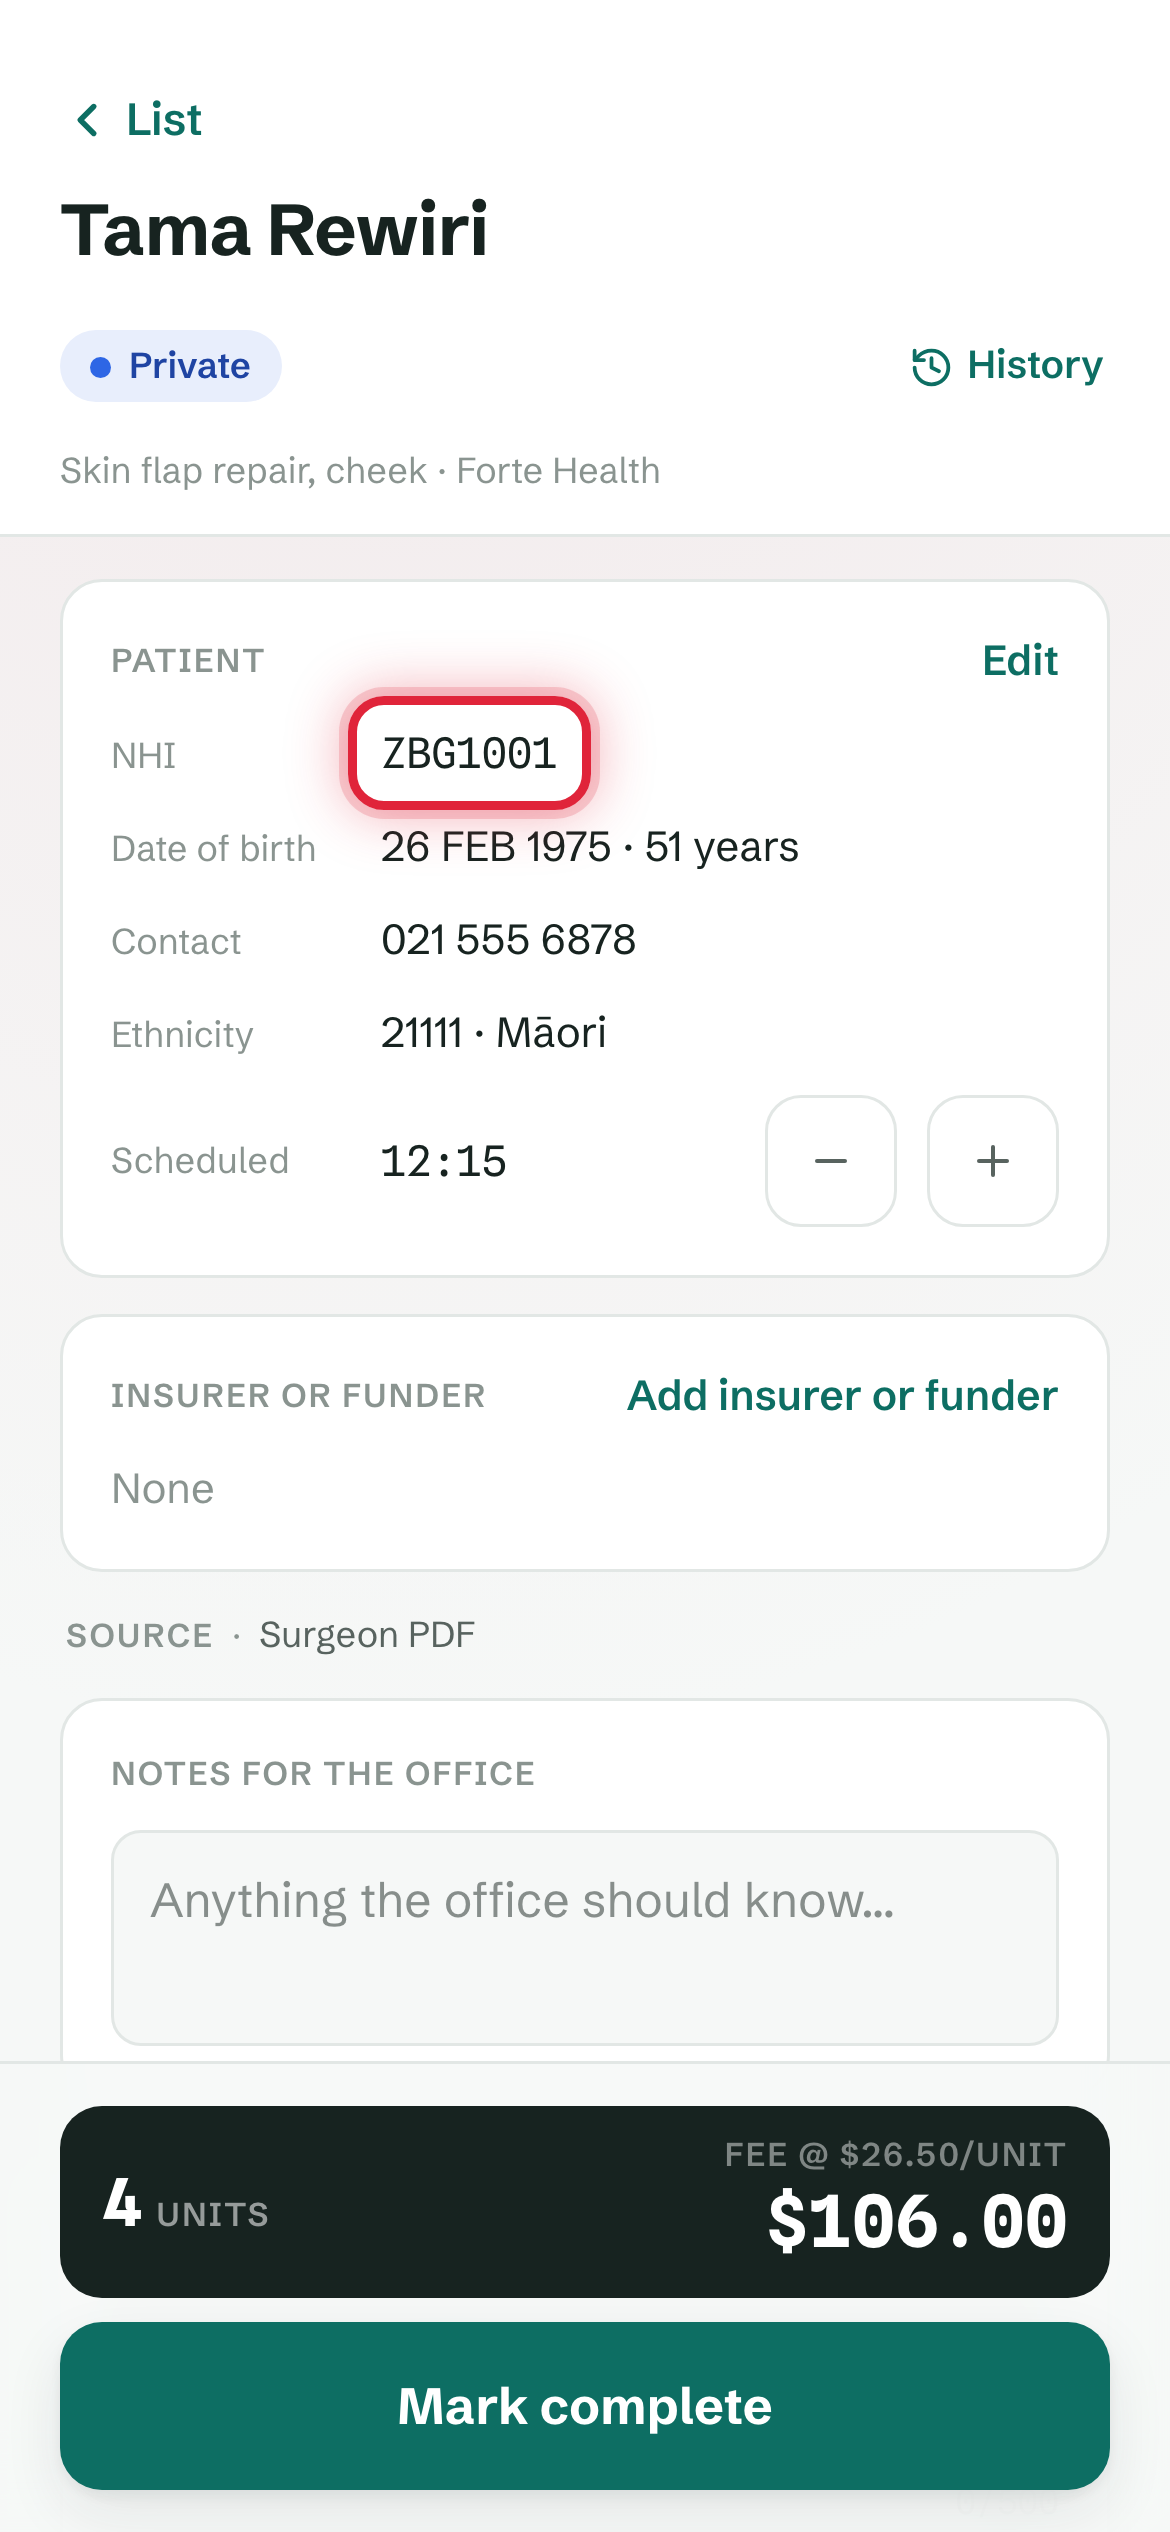 List
Tama Rewiri
Private
History
Skin flap repair, cheek · Forte Health
PATIENT
Edit
NHI ZBG1001
Date of birth 26 FEB 1975 · 51 years
Contact 021 555 6878
Ethnicity 21111 · Māori
Scheduled 12:15 − +
INSURER OR FUNDER
Add insurer or funder
None
SOURCE · Surgeon PDF
NOTES FOR THE OFFICE
Anything the office should know...
FEE @ $26.50/UNIT
4 UNITS
$106.00
Mark complete